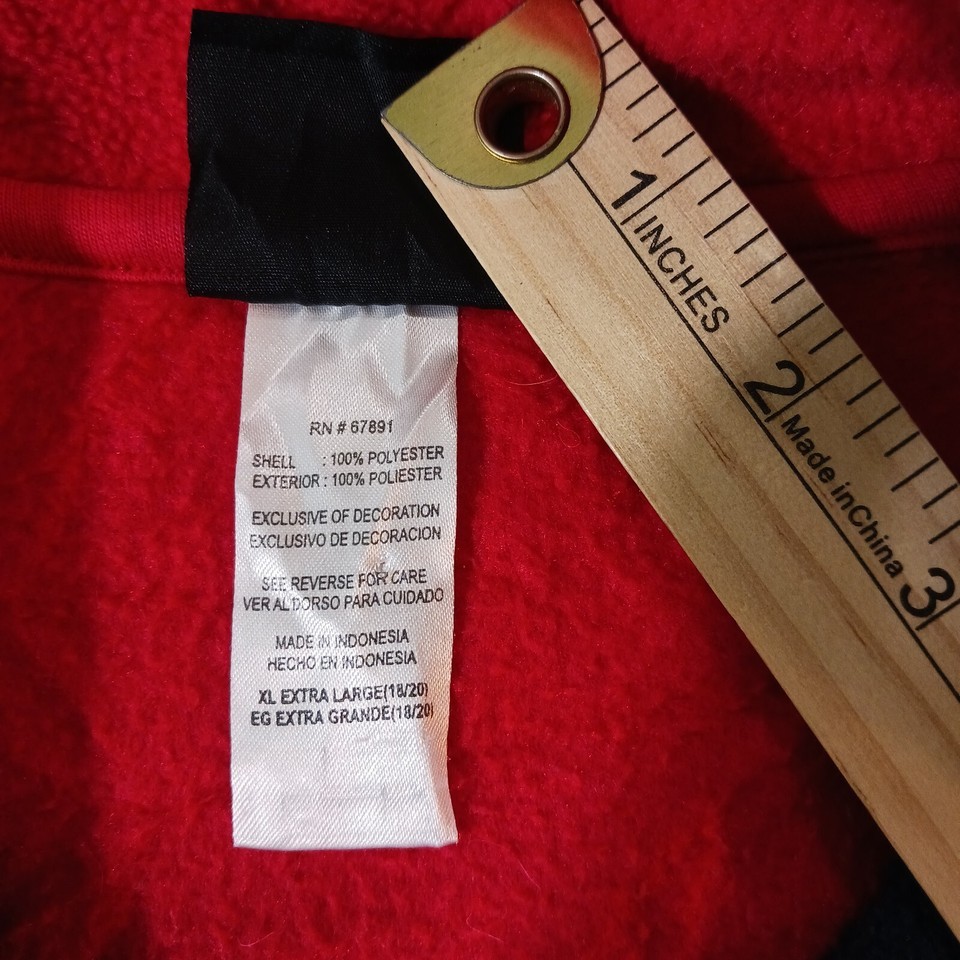 RN # 67891
SHELL : 100% POLYESTER
EXTERIOR : 100% POLIESTER
EXCLUSIVE OF DECORATION
EXCLUSIVO DE DECORACION
SEE REVERSE FOR CARE
VER AL DORSO PARA CUIDADO
MADE IN INDONESIA
HECHO EN INDONESIA
XL EXTRA LARGE(18/20)
EG EXTRA GRANDE(18/20)
1
INCHES
2
Made inChina
3